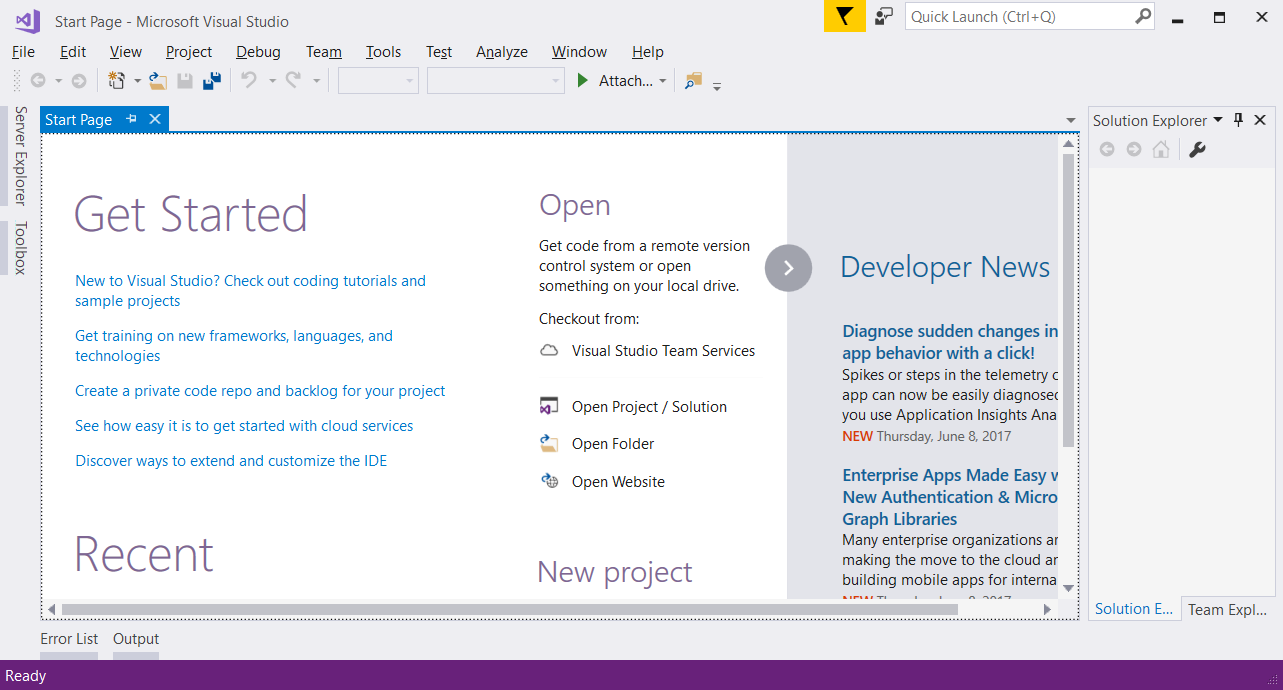 Start Page - Microsoft Visual Studio
Quick Launch (Ctrl+Q)
File Edit View Project Debug Team Tools Test Analyze Window Help
Attach...
Server Explorer
Toolbox
Start Page
Get Started
New to Visual Studio? Check out coding tutorials and
sample projects
Get training on new frameworks, languages, and
technologies
Create a private code repo and backlog for your project
See how easy it is to get started with cloud services
Discover ways to extend and customize the IDE
Recent
Open
Get code from a remote version
control system or open
something on your local drive.
Checkout from:
Visual Studio Team Services
Open Project / Solution
Open Folder
Open Website
New project
Developer News
Diagnose sudden changes in
app behavior with a click!
Spikes or steps in the telemetry
app can now be easily diagnosed
you use Application Insights Ana
NEW Thursday, June 8, 2017
Enterprise Apps Made Easy
New Authentication & Micro
Graph Libraries
Many enterprise organizations
making the move to the cloud
building mobile apps for interna
NEW Thursday, June 8, 2017
Solution Explorer
Solution E...
Team Expl...
Error List Output
Ready